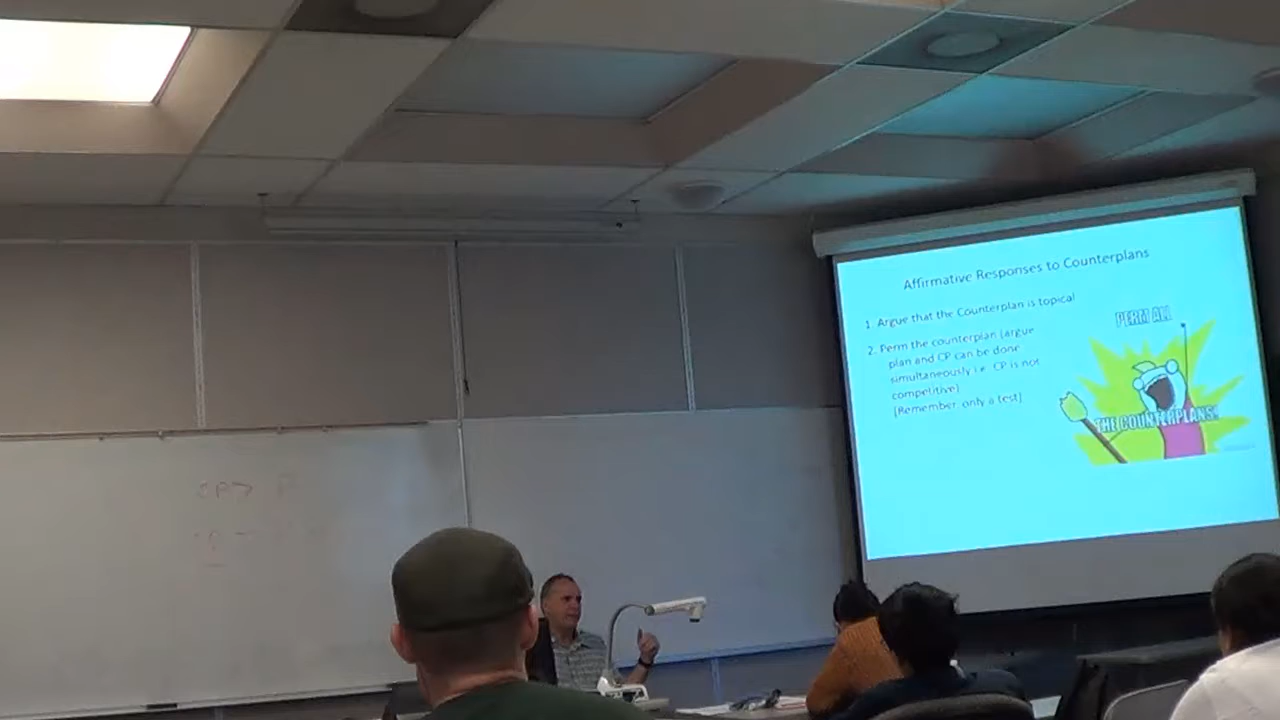 Affirmative Responses to Counterplans
1. Argue that the Counterplan is topical
2. Perm the counterplan (argue
plan and CP can be done
simultaneously i.e. CP is not
competitive)
[Remember only a test]
PERM ALL
THE COUNTERPLANS!